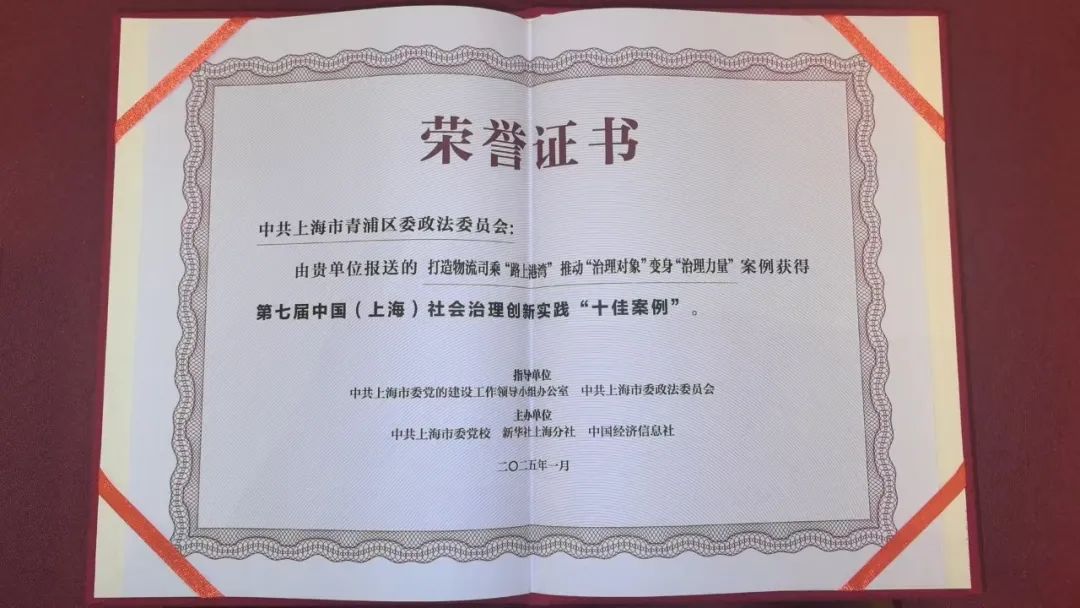 荣誉证书
中共上海市青浦区委政法委员会:
由贵单位报送的 打造物流司乘“路上港湾” 推动“治理对象”变身“治理力量” 案例获得
第七届中国(上海)社会治理创新实践“十佳案例”。
指导单位
中共上海市委党的建设工作领导小组办公室 中共上海市委政法委员会
主办单位
中共上海市委党校 新华社上海分社 中国经济信息社
二〇二五年一月